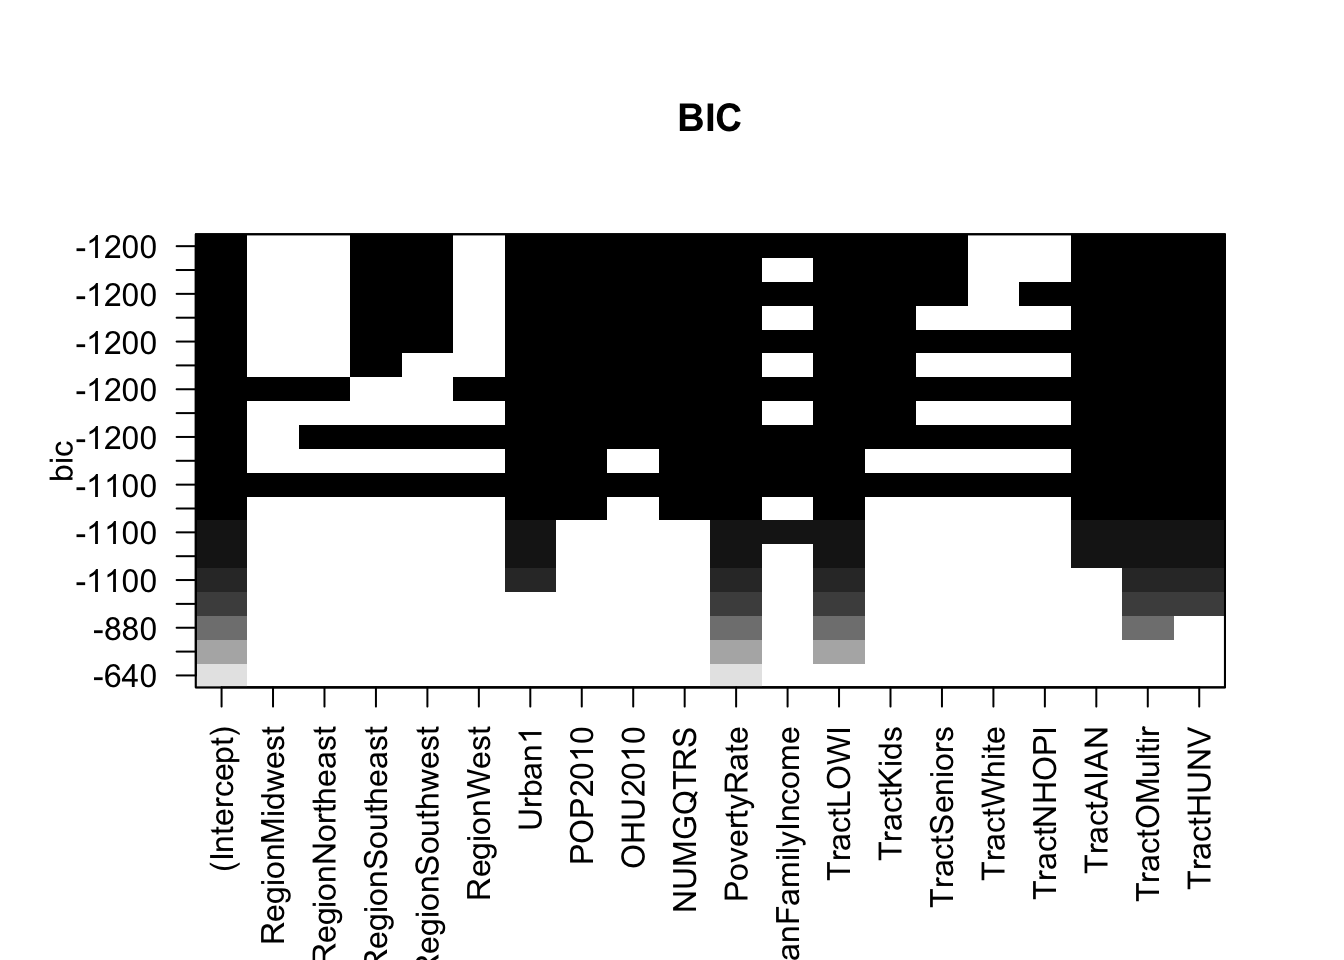 BIC
bic
-1200
-1200
-1200
-1200
-1200
-1100
-1100
-1100
-880
-640
(Intercept)
RegionMidwest
RegionNortheast
RegionSoutheast
RegionSouthwest
RegionWest
Urban1
POP2010
OHU2010
NUMGQTRS
PovertyRate
anFamilyIncome
TractLOWI
TractKids
TractSeniors
TractWhite
TractNHOPI
TractAIAN
TractOMultir
TractHUNV